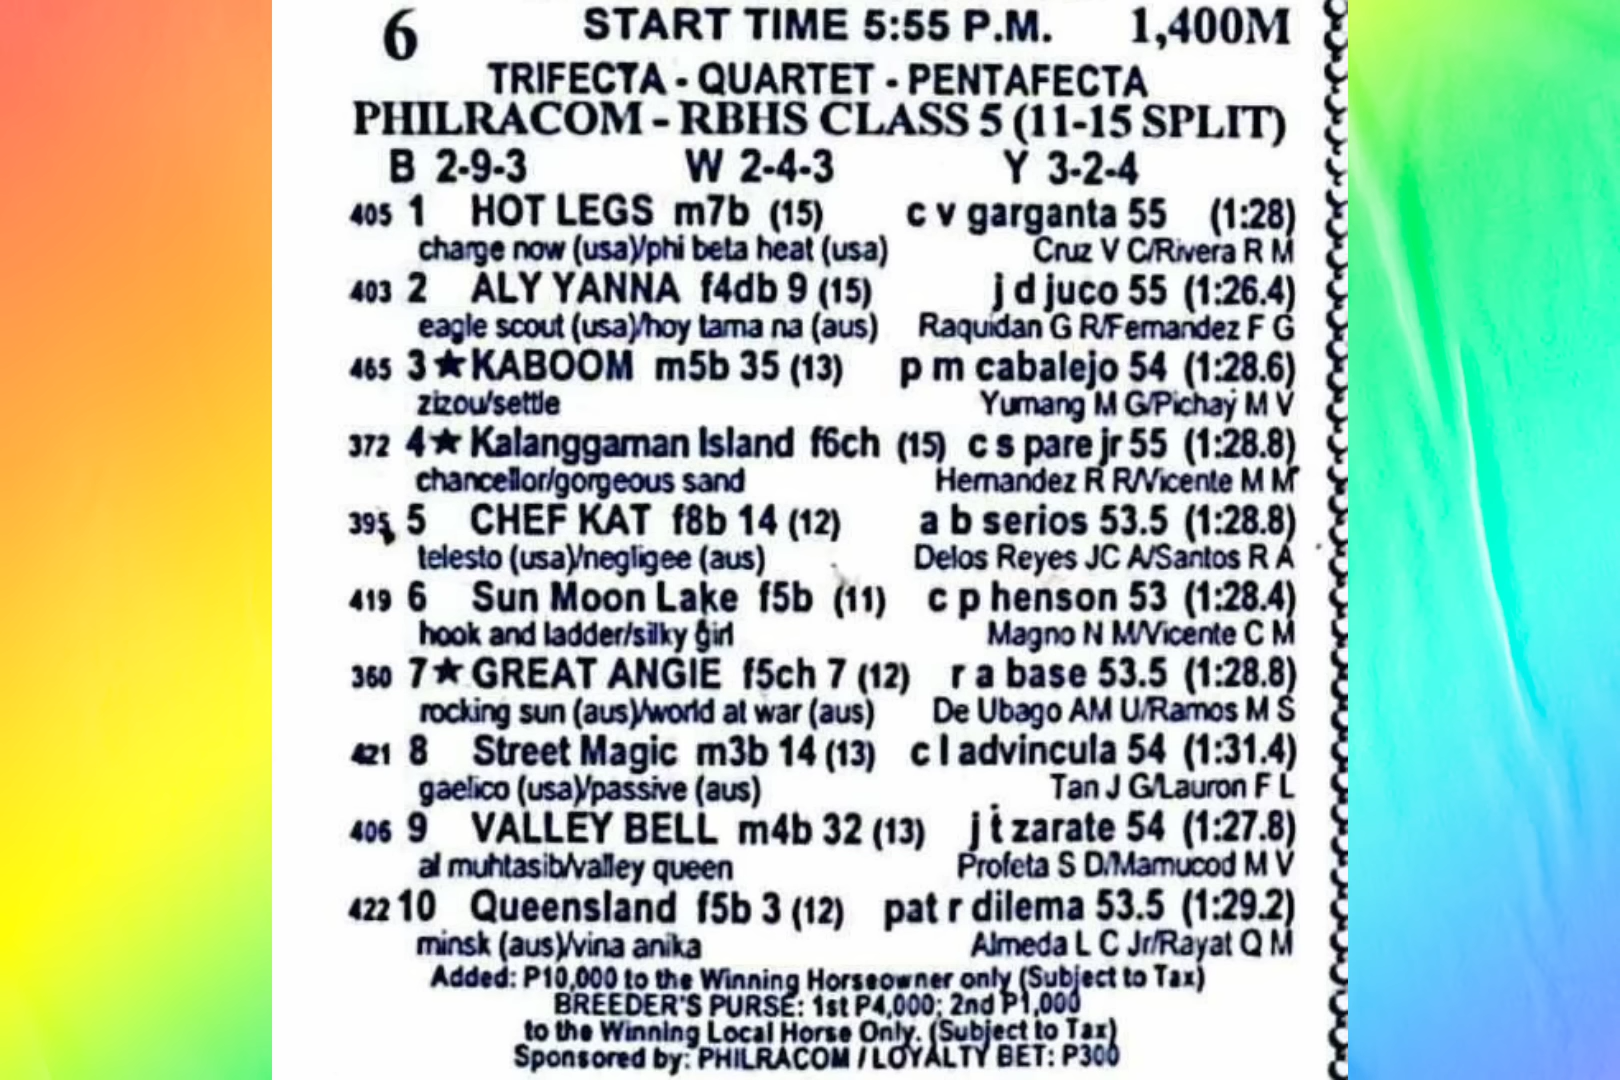 6 START TIME 5:55 P.M. 1,400M
TRIFECTA - QUARTET - PENTAFECTA
PHILRACOM - RBHS CLASS 5 (11-15 SPLIT)
B 2-9-3 W 2-4-3 Y 3-2-4
405 1 HOT LEGS m7b (15) c v garganta 55 (1:28)
charge now (usa)/phi beta heat (usa) Cruz V C/Rivera R M
403 2 ALY YANNA f4db 9 (15) j d juco 55 (1:26.4)
eagle scout (usa)/hoy tama na (aus) Raquidan G R/Fernandez F G
465 3★KABOOM m5b 35 (13) p m cabalejo 54 (1:28.6)
zizou/settle Yumang M G/Pichay M V
372 4★ Kalanggaman Island f6ch (15) c s pare jr 55 (1:28.8)
chancellor/gorgeous sand Hernandez R R/Vicente M M
395 5 CHEF KAT f8b 14 (12) a b serios 53.5 (1:28.8)
telesto (usa)/negligee (aus) Delos Reyes JC A/Santos R A
419 6 Sun Moon Lake f5b (11) c p henson 53 (1:28.4)
hook and ladder/silky girl Magno N M/Vicente C M
360 7★GREAT ANGIE f5ch 7 (12) r a base 53.5 (1:28.8)
rocking sun (aus)/world at war (aus) De Ubago AM U/Ramos M S
421 8 Street Magic m3b 14 (13) c l advincula 54 (1:31.4)
gaelico (usa)/passive (aus) Tan J G/Lauron F L
406 9 VALLEY BELL m4b 32 (13) j t zarate 54 (1:27.8)
al muhtasib/valley queen Profeta S D/Mamucod M V
422 10 Queensland f5b 3 (12) pat r dilema 53.5 (1:29.2)
minsk (aus)/vina anika Almeda L C Jr/Rayat Q M
Added: P10,000 to the Winning Horseowner only (Subject to Tax)
BREEDER'S PURSE: 1st P4,000; 2nd P1,000
to the Winning Local Horse Only. (Subject to Tax)
Sponsored by: PHILRACOM / LOYALTY BET: P300